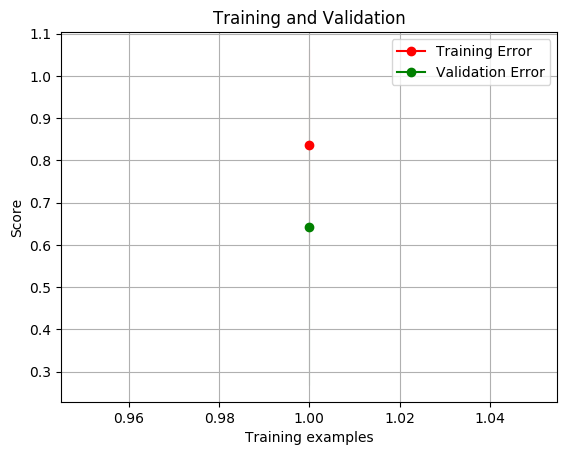 Training and Validation
Training Error
Validation Error
1.1
1.0
0.9
0.8
0.7
0.6
0.5
0.4
0.3
Score
0.96
0.98
1.00
1.02
1.04
Training examples